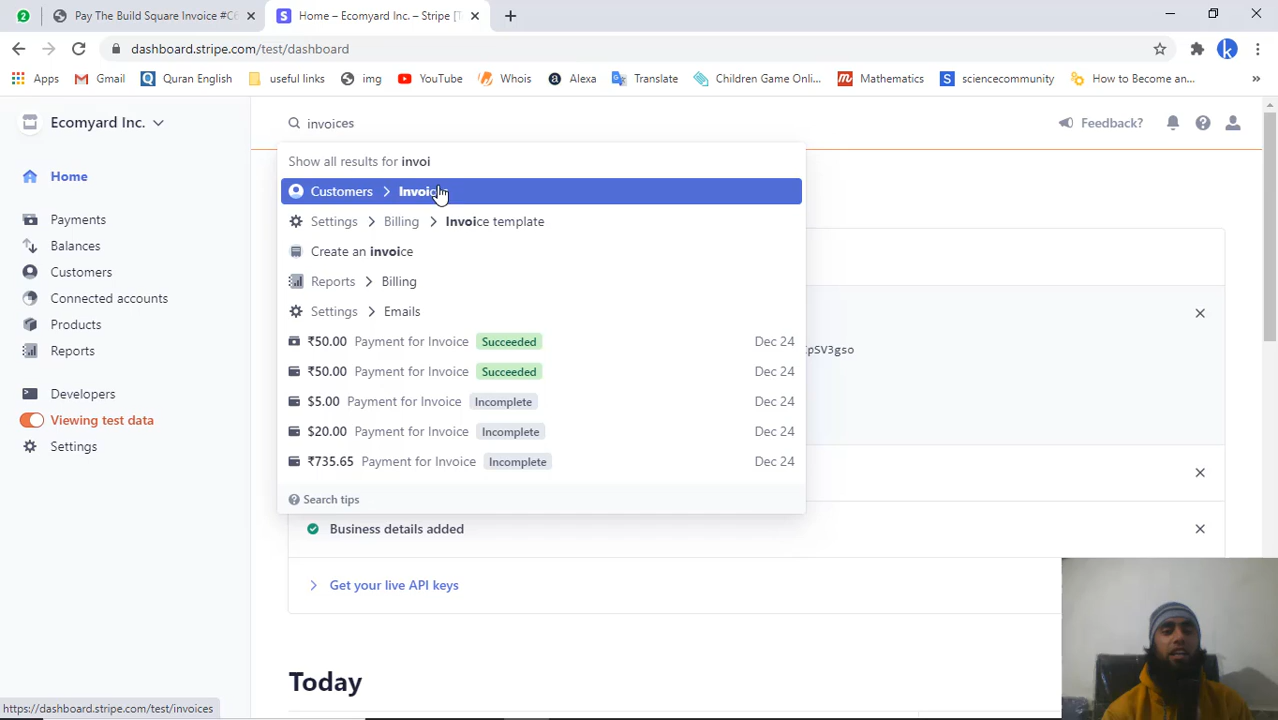 2
Pay The Build Square Invoice #C6
Home – Ecomyard Inc. – Stripe [T
dashboard.stripe.com/test/dashboard
Apps
Gmail
Quran English
useful links
img
YouTube
Whois
Alexa
Translate
Children Game Onli...
Mathematics
sciencecommunity
How to Become an...
Ecomyard Inc.
invoices
Feedback?
Show all results for invoi
Home
Customers > Invoic
Payments
Settings > Billing > Invoice template
Balances
Create an invoice
Customers
Reports > Billing
Connected accounts
Settings > Emails
Products
₹50.00 Payment for Invoice Succeeded Dec 24
Reports
₹50.00 Payment for Invoice Succeeded Dec 24
Developers
$5.00 Payment for Invoice Incomplete Dec 24
Viewing test data
$20.00 Payment for Invoice Incomplete Dec 24
Settings
₹735.65 Payment for Invoice Incomplete Dec 24
Search tips
Business details added
Get your live API keys
Today
https://dashboard.stripe.com/test/invoices